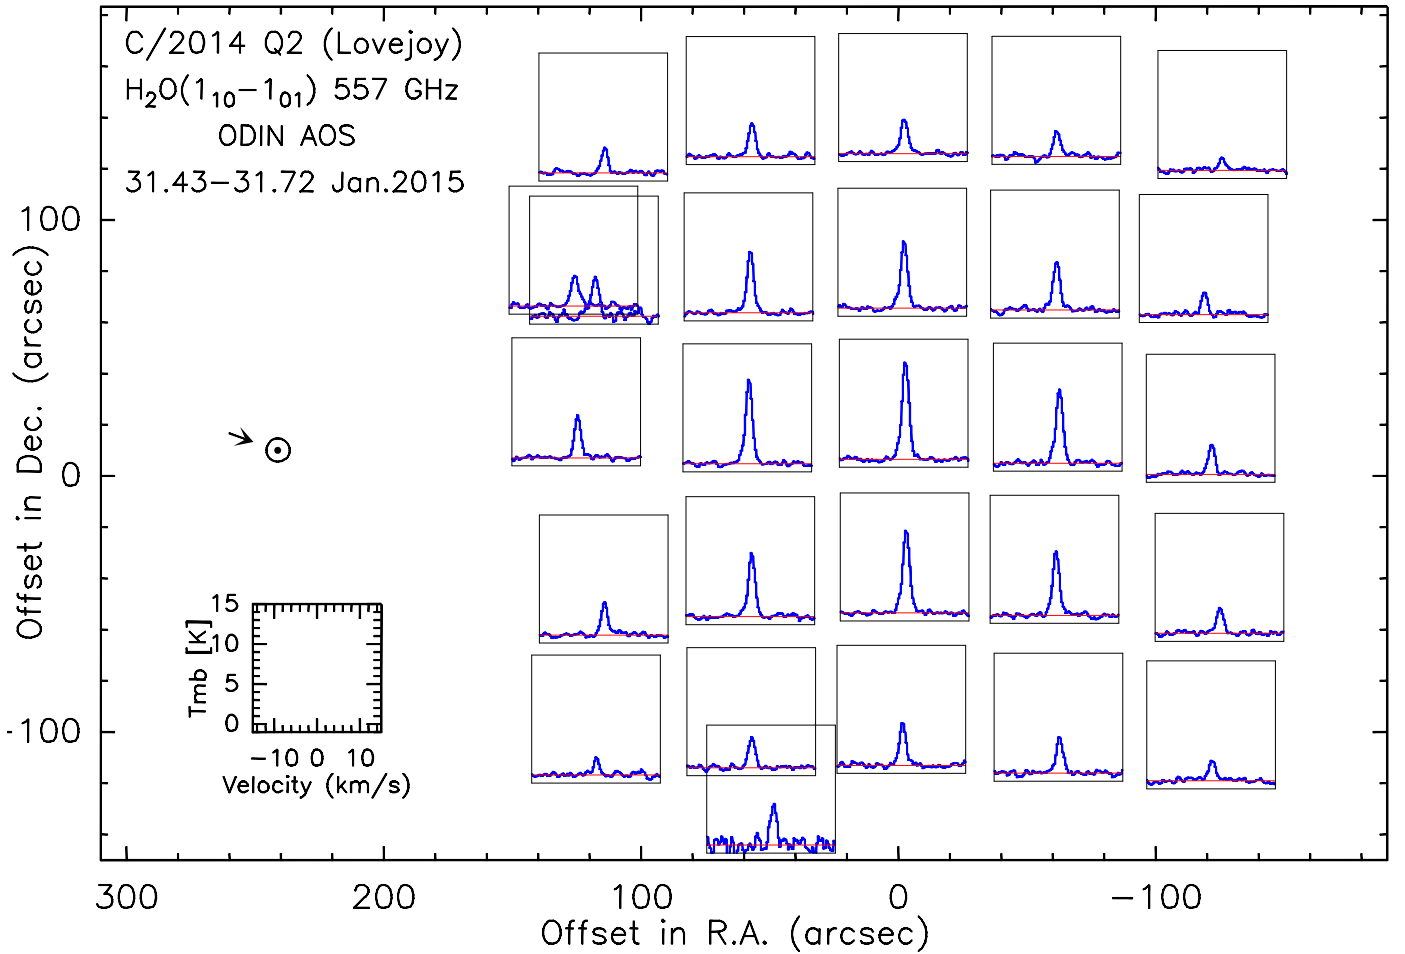 C/2014 Q2 (Lovejoy)
H₂O(1₁₀−1₀₁) 557 GHz
ODIN AOS
31.43−31.72 Jan.2015
Offset in Dec. (arcsec)
100
0
-100
Tmb [K]
15
10
5
0
−10 0 10
Velocity (km/s)
300 200 100 0 −100
Offset in R.A. (arcsec)